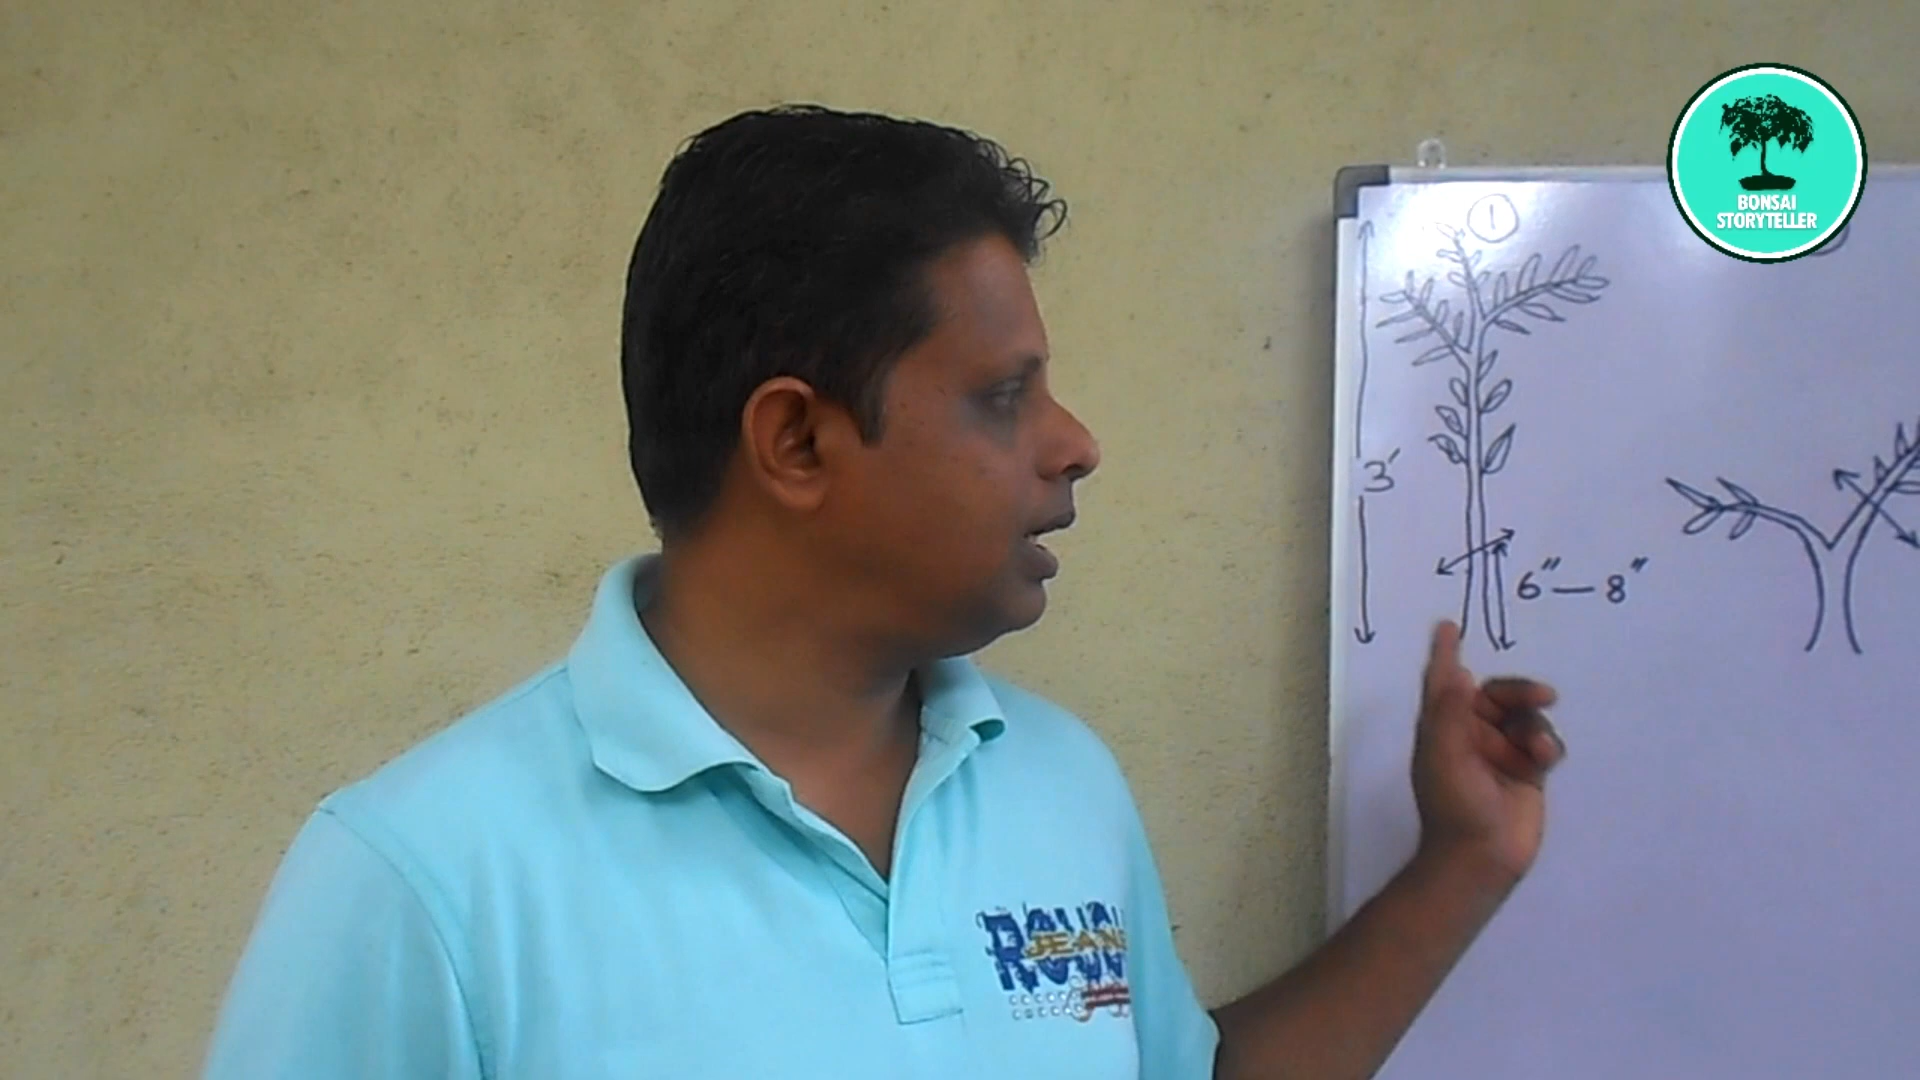 1
BONSAI
STORYTELLER
3'
6" — 8"
JEANS